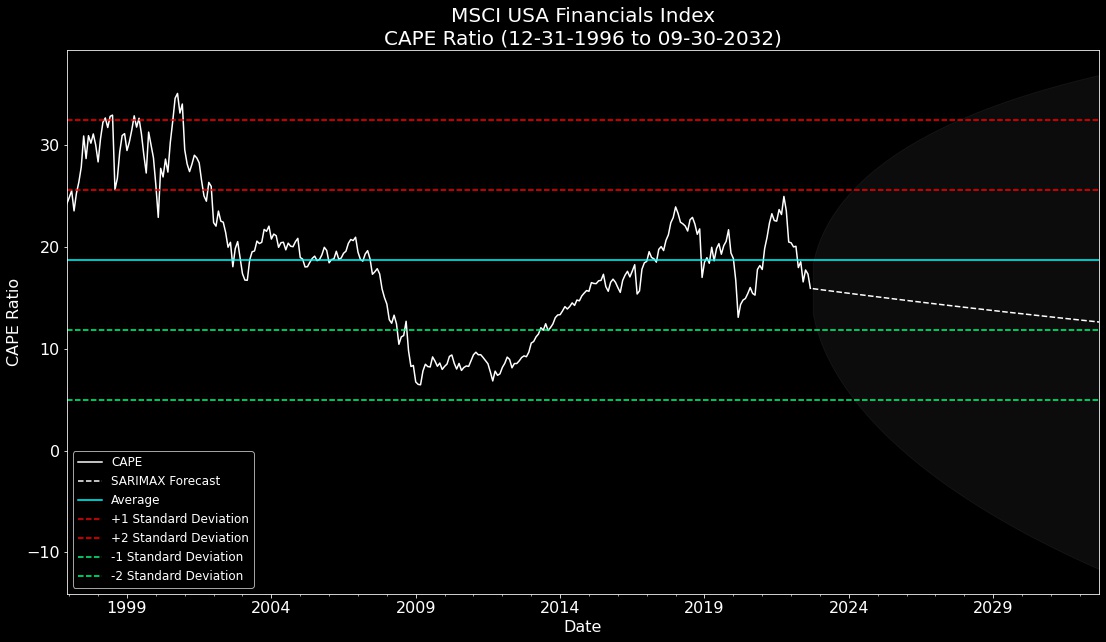 MSCI USA Financials Index
CAPE Ratio (12-31-1996 to 09-30-2032)
CAPE Ratio
30
20
10
0
−10
CAPE
SARIMAX Forecast
Average
+1 Standard Deviation
+2 Standard Deviation
-1 Standard Deviation
-2 Standard Deviation
1999 2004 2009 2014 2019 2024 2029
Date